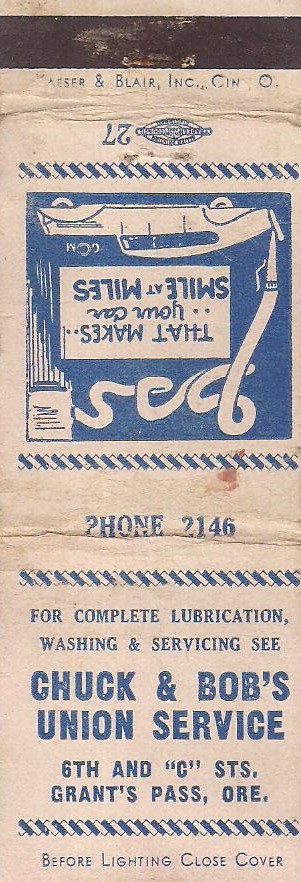 KAESER & BLAIR, INC., CIN., O.
27
GAS
THAT MAKES..
..your car
SMILE AT MILES
PHONE 2146
FOR COMPLETE LUBRICATION,
WASHING & SERVICING SEE
CHUCK & BOB'S
UNION SERVICE
6TH AND "C" STS.
GRANT'S PASS, ORE.
BEFORE LIGHTING CLOSE COVER